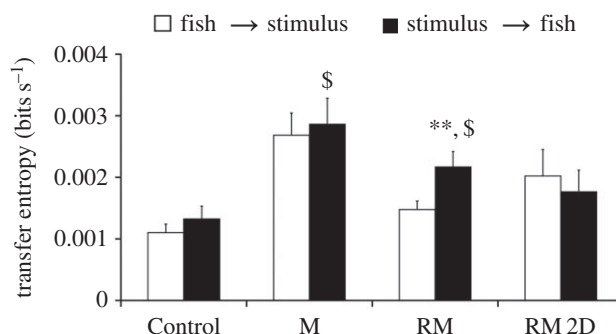 fish → stimulus stimulus → fish
transfer entropy (bits s⁻¹)
0.004
0.003
0.002
0.001
0
$
**, $
Control M RM RM 2D